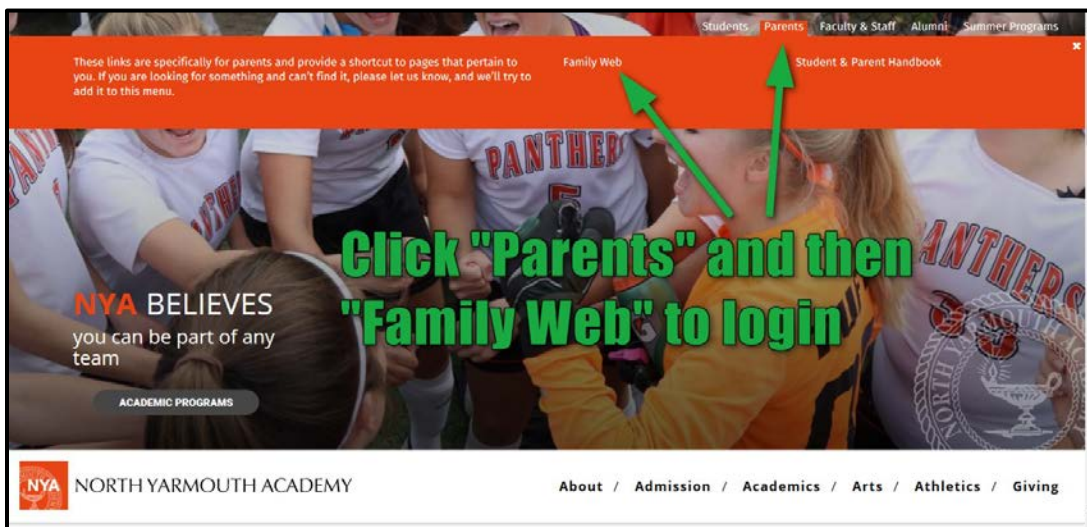 Students Parents Faculty & Staff Alumni Summer Programs
These links are specifically for parents and provide a shortcut to pages that pertain to
you. If you are looking for something and can't find it, please let us know, and we'll try to
add it to this menu.
Family Web
Student & Parent Handbook
PANTHERS
PANTHERS
PANTHER
5
ANTHERS
Click "Parents" and then
"Family Web" to login
NYA BELIEVES
you can be part of any
team
ACADEMIC PROGRAMS
NYA NORTH YARMOUTH ACADEMY
About / Admission / Academics / Arts / Athletics / Giving